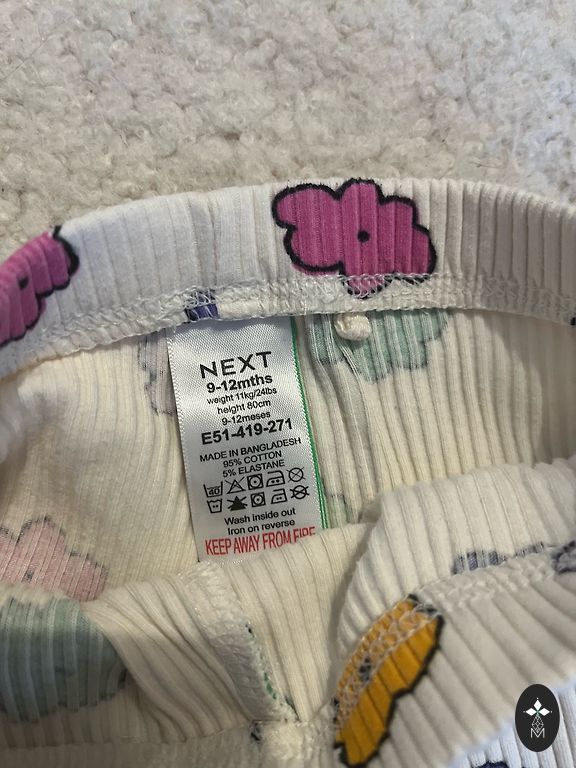 NEXT
9-12mths
weight 11kg/24lbs
height 80cm
9-12meses
E51-419-271
MADE IN BANGLADESH
95% COTTON
5% ELASTANE
40
Wash inside out
Iron on reverse
KEEP AWAY FROM FIRE
M